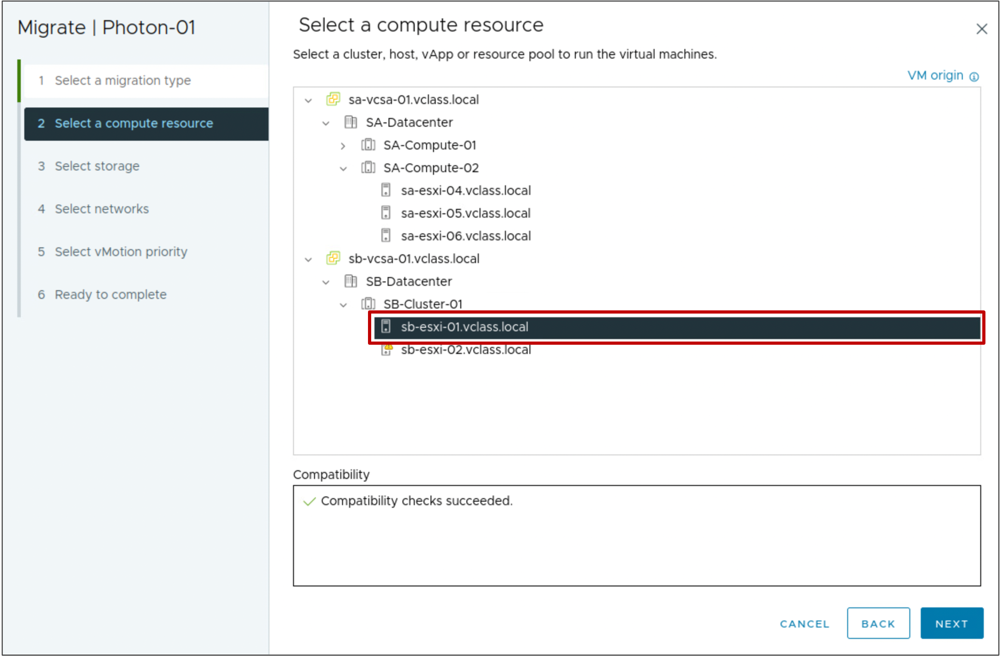 Migrate | Photon-01
1 Select a migration type
2 Select a compute resource
3 Select storage
4 Select networks
5 Select vMotion priority
6 Ready to complete
Select a compute resource
Select a cluster, host, vApp or resource pool to run the virtual machines.
VM origin
sa-vcsa-01.vclass.local
SA-Datacenter
SA-Compute-01
SA-Compute-02
sa-esxi-04.vclass.local
sa-esxi-05.vclass.local
sa-esxi-06.vclass.local
sb-vcsa-01.vclass.local
SB-Datacenter
SB-Cluster-01
sb-esxi-01.vclass.local
sb-esxi-02.vclass.local
Compatibility
Compatibility checks succeeded.
CANCEL
BACK
NEXT